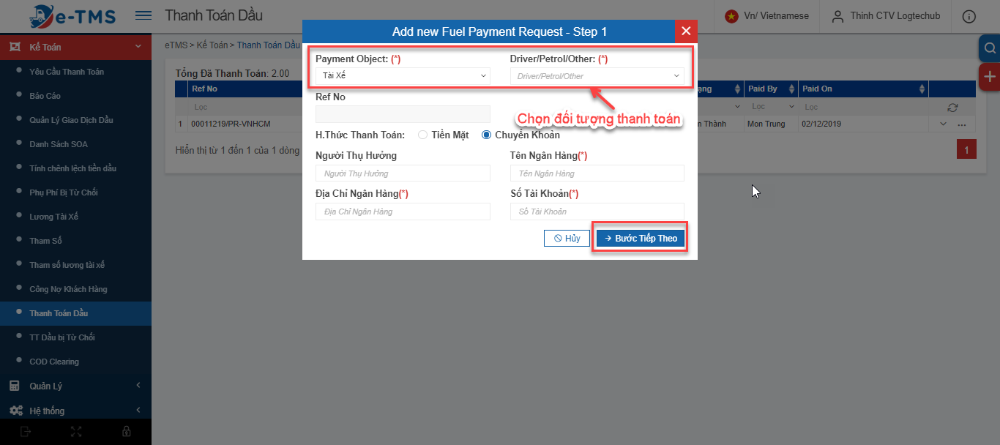 e-TMS
Thanh Toán Dầu
Vn/ Vietnamese
Thinh CTV Logtechub
Kế Toán
Yêu Cầu Thanh Toán
Báo Cáo
Quản Lý Giao Dịch Dầu
Danh Sách SOA
Tính chênh lệch tiền dầu
Phụ Phí Bị Từ Chối
Lương Tài Xế
Tham Số
Tham số lương tài xế
Công Nợ Khách Hàng
Thanh Toán Dầu
TT Dầu bị Từ Chối
COD Clearing
Quản Lý
Hệ thống
eTMS > Kế Toán > Thanh Toán Dầu
Tổng Đã Thanh Toán: 2.00
Ref No
ạng
Paid By
Paid On
Lọc
Lọc
Lọc
1 00011219/PR-VNHCM
n Thành
Mon Trung
02/12/2019
...
Hiển thị từ 1 đến 1 của 1 dòng
1
Add new Fuel Payment Request - Step 1
Payment Object: (*)
Driver/Petrol/Other: (*)
Tài Xế
Driver/Petrol/Other
Ref No
Chọn đối tượng thanh toán
H.Thức Thanh Toán:
Tiền Mặt
Chuyển Khoản
Người Thụ Hưởng
Tên Ngân Hàng(*)
Người Thụ Hưởng
Tên Ngân Hàng
Địa Chỉ Ngân Hàng(*)
Số Tài Khoản(*)
Địa Chỉ Ngân Hàng
Số Tài Khoản
Hủy
Bước Tiếp Theo